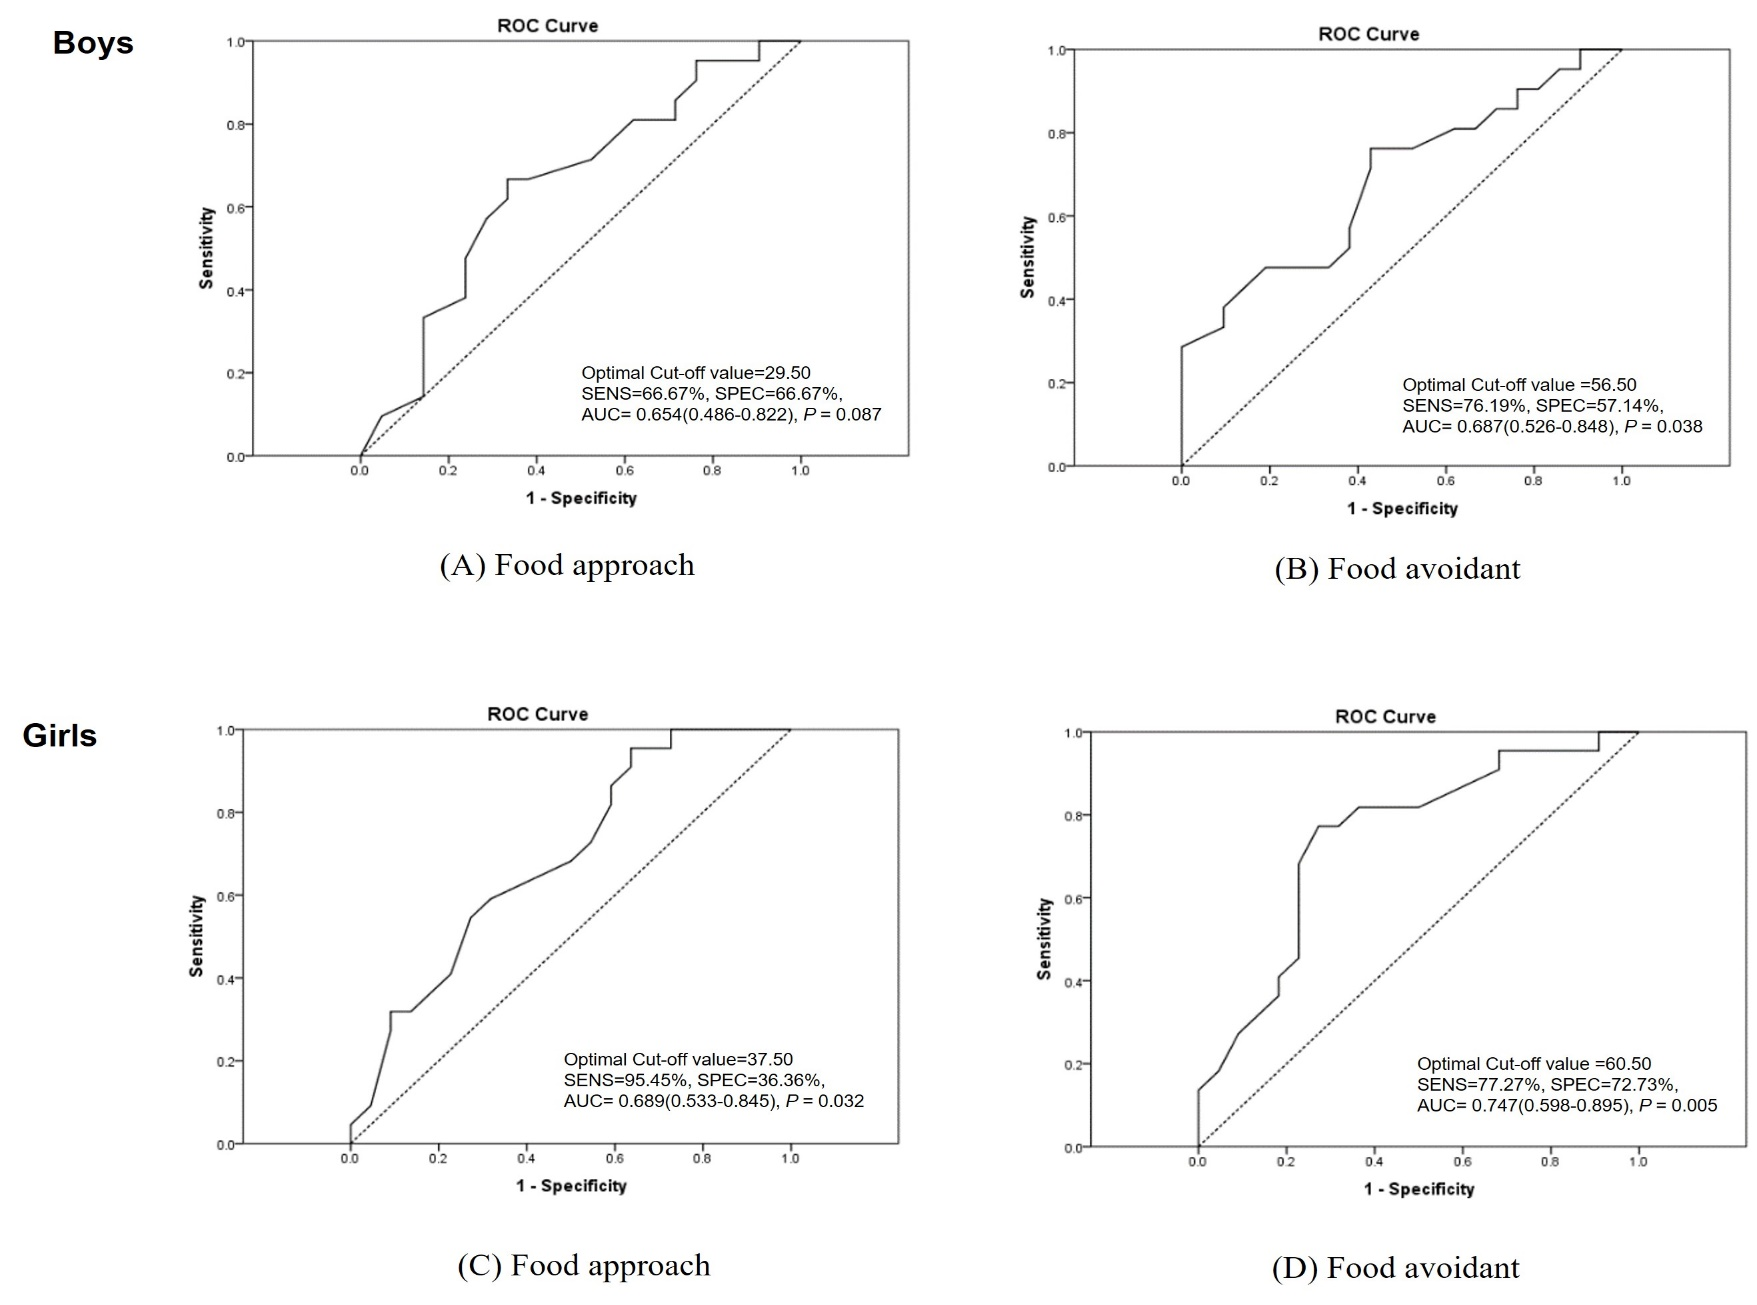 Boys
ROC Curve
1.0
0.8
0.6
0.4
0.2
0.0
Sensitivity
0.0 0.2 0.4 0.6 0.8 1.0
1 - Specificity
Optimal Cut-off value=29.50
SENS=66.67%, SPEC=66.67%,
AUC= 0.654(0.486-0.822), P = 0.087
(A) Food approach
ROC Curve
1.0
0.8
0.6
0.4
0.2
0.0
Sensitivity
0.0 0.2 0.4 0.6 0.8 1.0
1 - Specificity
Optimal Cut-off value =56.50
SENS=76.19%, SPEC=57.14%,
AUC= 0.687(0.526-0.848), P = 0.038
(B) Food avoidant
Girls
ROC Curve
1.0
0.8
0.6
0.4
0.2
0.0
Sensitivity
0.0 0.2 0.4 0.6 0.8 1.0
1 - Specificity
Optimal Cut-off value=37.50
SENS=95.45%, SPEC=36.36%,
AUC= 0.689(0.533-0.845), P = 0.032
(C) Food approach
ROC Curve
1.0
0.8
0.6
0.4
0.2
0.0
Sensitivity
0.0 0.2 0.4 0.6 0.8 1.0
1 - Specificity
Optimal Cut-off value =60.50
SENS=77.27%, SPEC=72.73%,
AUC= 0.747(0.598-0.895), P = 0.005
(D) Food avoidant